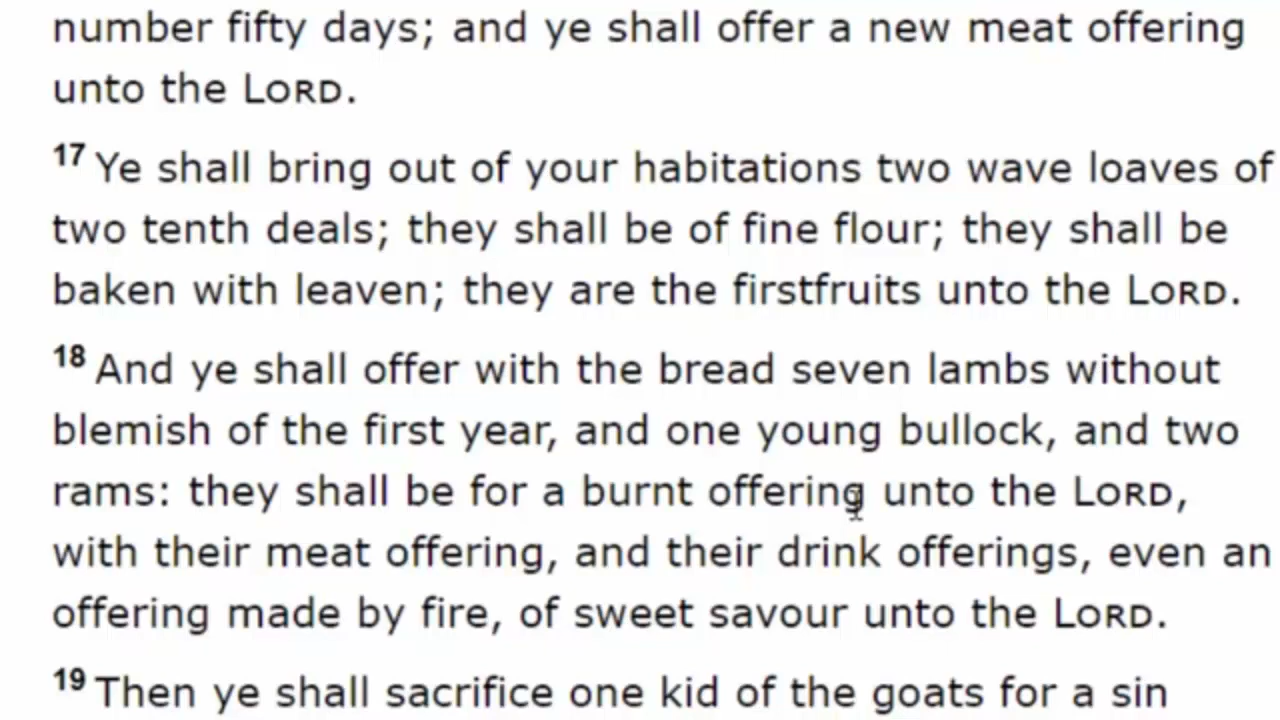 number fifty days; and ye shall offer a new meat offering
unto the LORD.
17 Ye shall bring out of your habitations two wave loaves of
two tenth deals; they shall be of fine flour; they shall be
baken with leaven; they are the firstfruits unto the LORD.
18 And ye shall offer with the bread seven lambs without
blemish of the first year, and one young bullock, and two
rams: they shall be for a burnt offering unto the LORD,
with their meat offering, and their drink offerings, even an
offering made by fire, of sweet savour unto the LORD.
19 Then ye shall sacrifice one kid of the goats for a sin